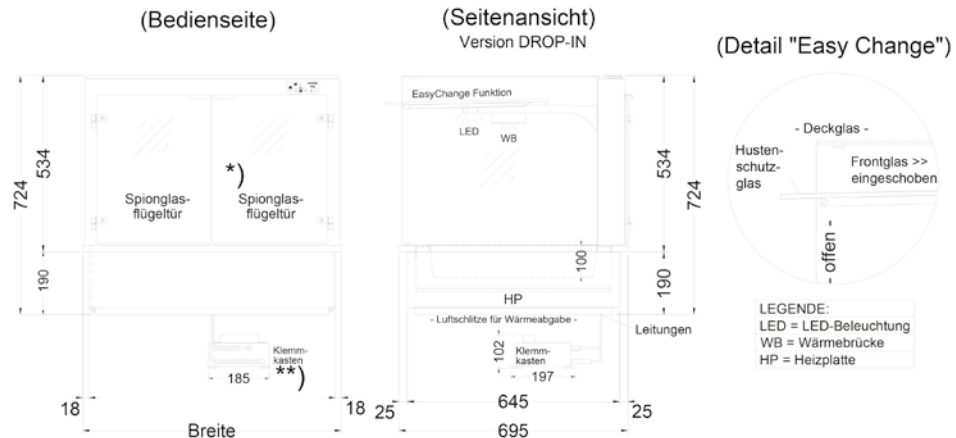 (Bedienseite)
534
724
190
*)
Spionglas-
flügeltür
Spionglas-
flügeltür
Klemm-
kasten
185
**)
18
18
Breite
(Seitenansicht)
Version DROP-IN
EasyChange Funktion
LED
WB
534
724
100
190
HP
- Luftschlitze für Wärmeabgabe -
Leitungen
102
Klemm-
kasten
197
25
645
25
695
(Detail "Easy Change")
- Deckglas -
Husten-
schutz-
glas
Frontglas >>
eingeschoben
- offen -
LEGENDE:
LED = LED-Beleuchtung
WB = Wärmebrücke
HP = Heizplatte